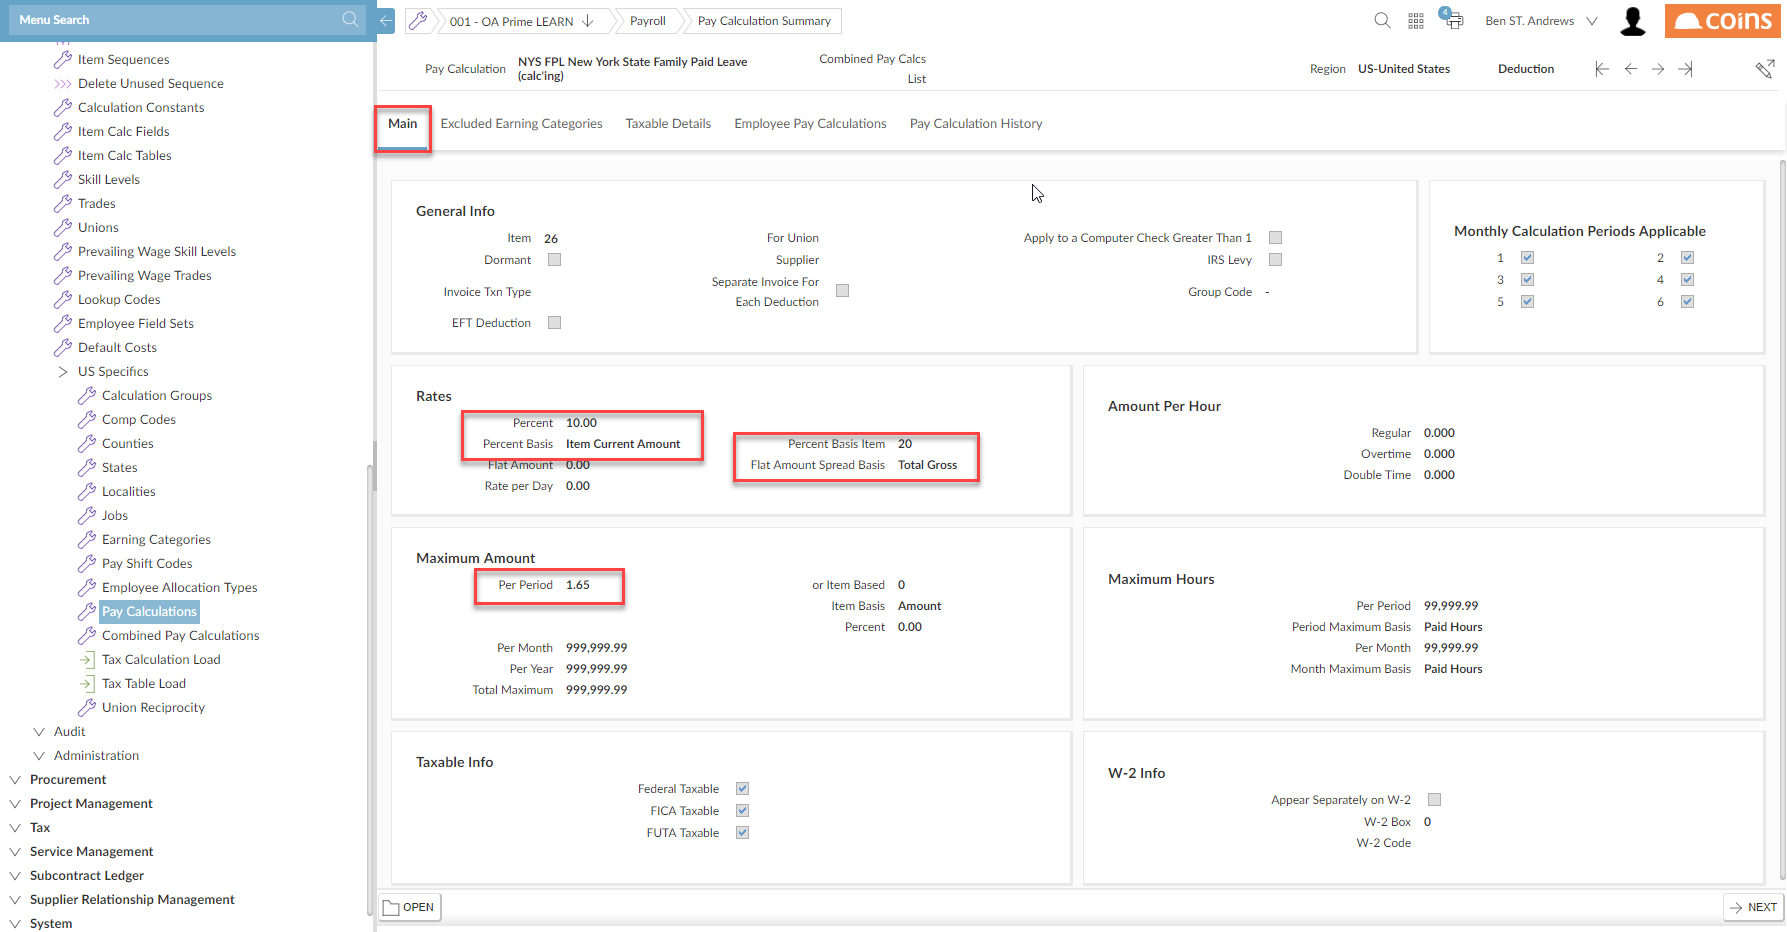 Menu Search
Item Sequences
Delete Unused Sequence
Calculation Constants
Item Calc Fields
Item Calc Tables
Skill Levels
Trades
Unions
Prevailing Wage Skill Levels
Prevailing Wage Trades
Lookup Codes
Employee Field Sets
Default Costs
US Specifics
Calculation Groups
Comp Codes
Counties
States
Localities
Jobs
Earning Categories
Pay Shift Codes
Employee Allocation Types
Pay Calculations
Combined Pay Calculations
Tax Calculation Load
Tax Table Load
Union Reciprocity
Audit
Administration
Procurement
Project Management
Tax
Service Management
Subcontract Ledger
Supplier Relationship Management
System
001 - OA Prime LEARN
Payroll
Pay Calculation Summary
4
Ben ST. Andrews
coins
Pay Calculation
NYS FPL New York State Family Paid Leave
(calc'ing)
Combined Pay Calcs
List
Region US-United States
Deduction
Main
Excluded Earning Categories
Taxable Details
Employee Pay Calculations
Pay Calculation History
General Info
Item 26
Dormant
Invoice Txn Type
EFT Deduction
For Union
Supplier
Separate Invoice For
Each Deduction
Apply to a Computer Check Greater Than 1
IRS Levy
Group Code -
Monthly Calculation Periods Applicable
1 2
3 4
5 6
Rates
Percent 10.00
Percent Basis Item Current Amount
Flat Amount 0.00
Rate per Day 0.00
Percent Basis Item 20
Flat Amount Spread Basis Total Gross
Amount Per Hour
Regular 0.000
Overtime 0.000
Double Time 0.000
Maximum Amount
Per Period 1.65
or Item Based 0
Item Basis Amount
Percent 0.00
Per Month 999,999.99
Per Year 999,999.99
Total Maximum 999,999.99
Maximum Hours
Per Period 99,999.99
Period Maximum Basis Paid Hours
Per Month 99,999.99
Month Maximum Basis Paid Hours
Taxable Info
Federal Taxable
FICA Taxable
FUTA Taxable
W-2 Info
Appear Separately on W-2
W-2 Box 0
W-2 Code
OPEN
NEXT